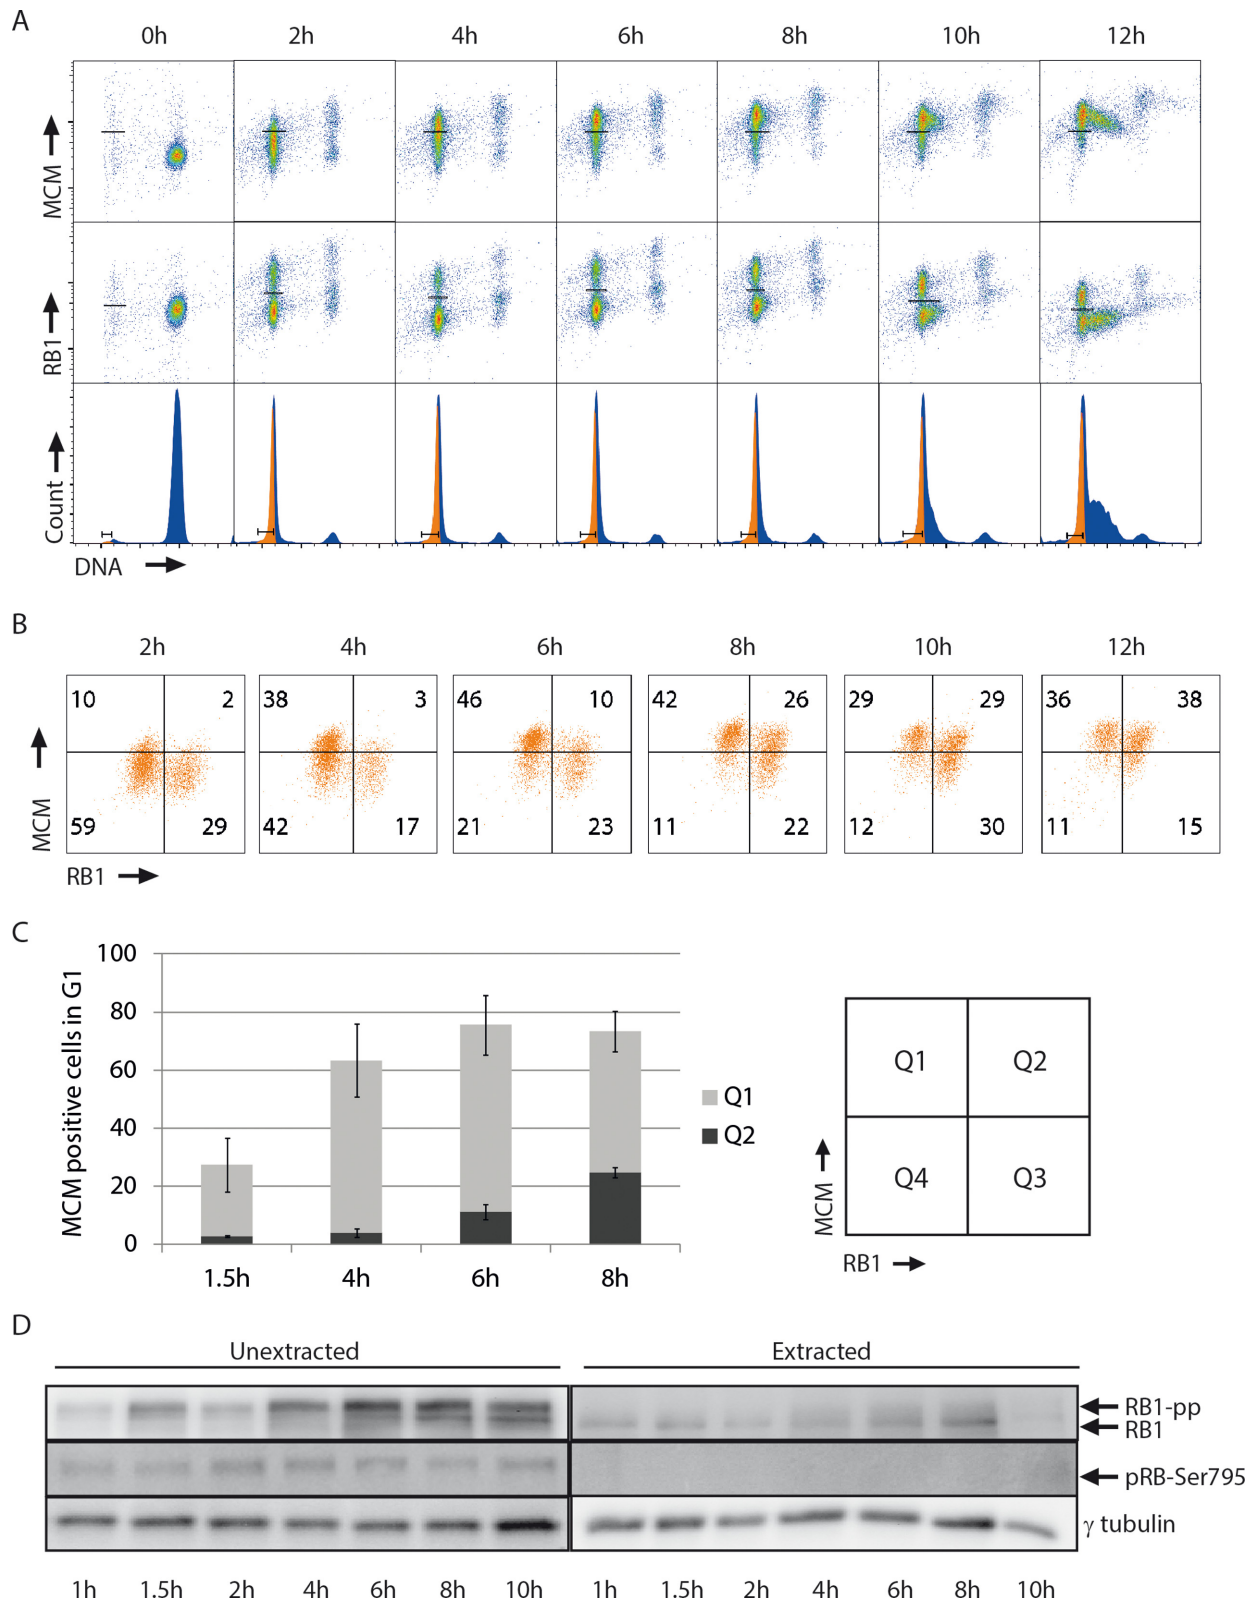 A
0h 2h 4h 6h 8h 10h 12h
MCM
RB1
Count
DNA
B
2h 4h 6h 8h 10h 12h
10 2 38 3 46 10 42 26 29 29 36 38
MCM
59 29 42 17 21 23 11 22 12 30 11 15
RB1
C
MCM positive cells in G1
100
80
60
40
20
0
1.5h 4h 6h 8h
Q1
Q2
Q1 Q2
Q4 Q3
MCM
RB1
D
Unextracted Extracted
RB1-pp
RB1
pRB-Ser795
γ tubulin
1h 1.5h 2h 4h 6h 8h 10h 1h 1.5h 2h 4h 6h 8h 10h